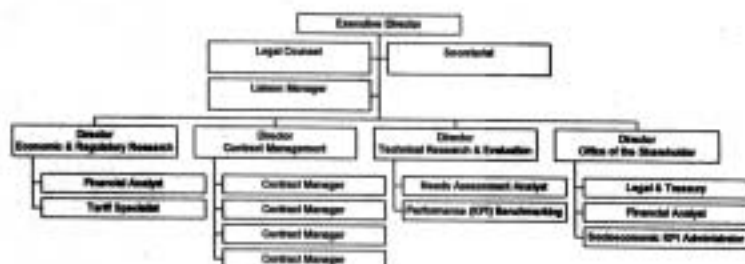 Executive Director
Legal Counsel
Secretariat
Liaison Manager
Director
Economic & Regulatory Research
Director
Contract Management
Director
Technical Research & Evaluation
Director
Office of the Shareholder
Financial Analyst
Tariff Specialist
Contract Manager
Contract Manager
Contract Manager
Contract Manager
Needs Assessment Analyst
Performance (KPI) Benchmarking
Legal & Treasury
Financial Analyst
Socioeconomic KPI Administrator